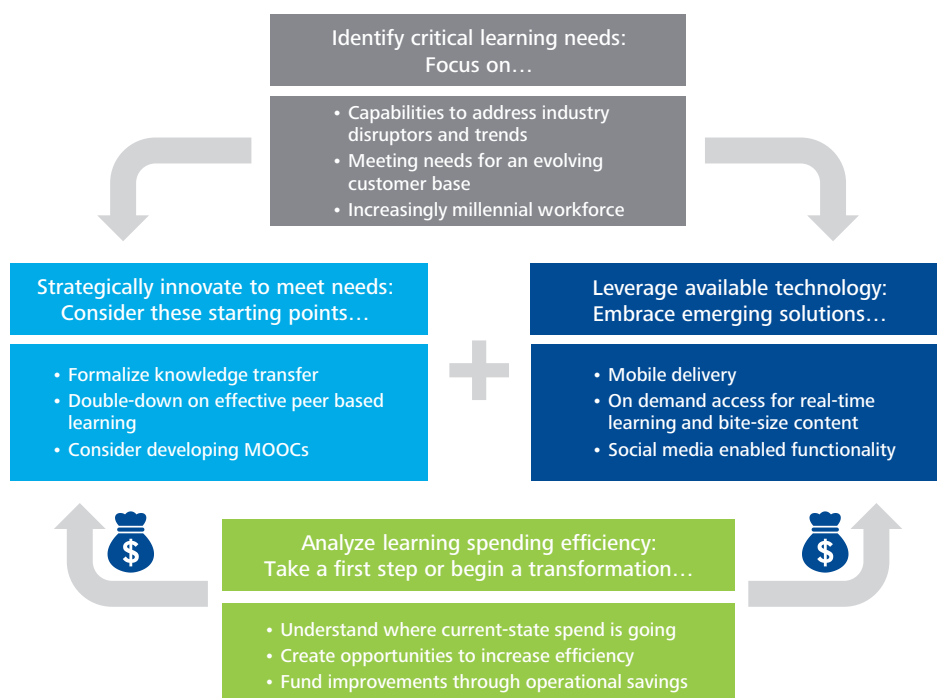 Identify critical learning needs:
Focus on…
• Capabilities to address industry
disruptors and trends
• Meeting needs for an evolving
customer base
• Increasingly millennial workforce
Strategically innovate to meet needs:
Consider these starting points…
• Formalize knowledge transfer
• Double-down on effective peer based
learning
• Consider developing MOOCs
Leverage available technology:
Embrace emerging solutions…
• Mobile delivery
• On demand access for real-time
learning and bite-size content
• Social media enabled functionality
$
$
Analyze learning spending efficiency:
Take a first step or begin a transformation…
• Understand where current-state spend is going
• Create opportunities to increase efficiency
• Fund improvements through operational savings